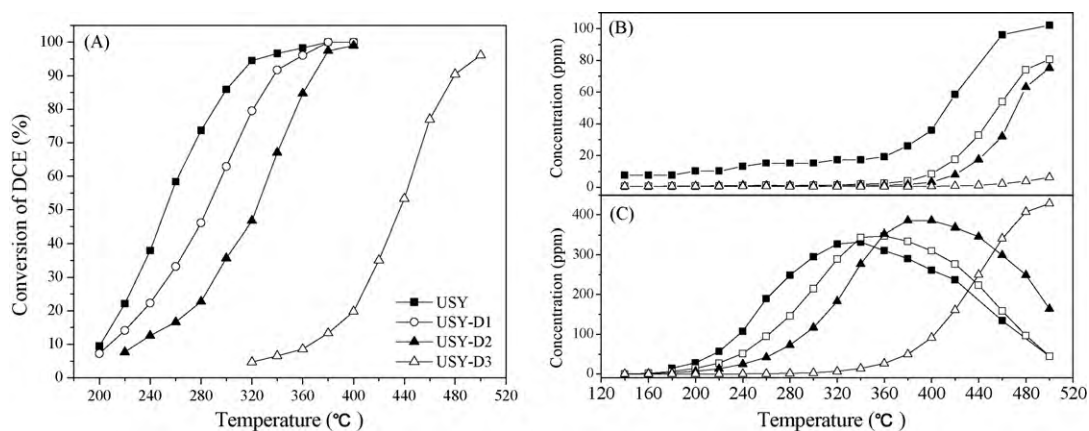 (A)
Conversion of DCE (%)
100
90
80
70
60
50
40
30
20
10
0
USY
USY-D1
USY-D2
USY-D3
200 240 280 320 360 400 440 480 520
Temperature (℃)
(B)
Concentration (ppm)
100
80
60
40
20
0
(C)
Concentration (ppm)
400
300
200
100
0
120 160 200 240 280 320 360 400 440 480 520
Temperature (℃)